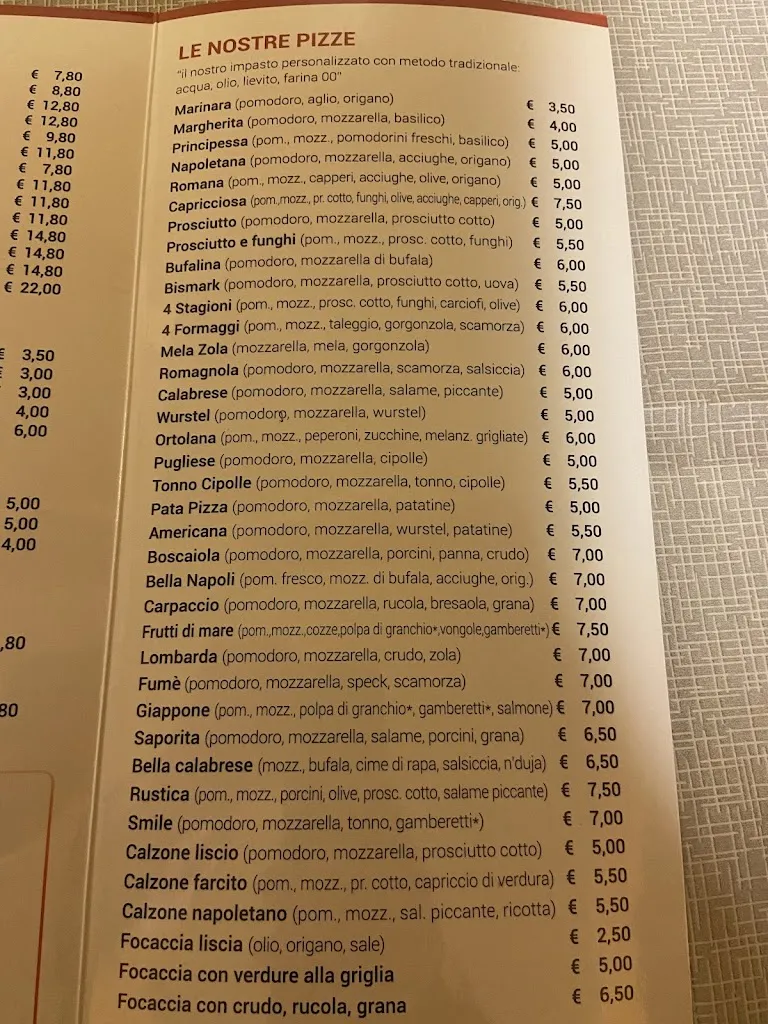 € 7,80
€ 8,80
€ 12,80
€ 12,80
€ 9,80
€ 11,80
€ 7,80
€ 11,80
€ 11,80
€ 11,80
€ 14,80
€ 14,80
€ 14,80
€ 22,00
€ 3,50
€ 3,00
3,00
4,00
6,00
5,00
5,00
4,00
,80
80
LE NOSTRE PIZZE
"il nostro impasto personalizzato con metodo tradizionale:
acqua, olio, lievito, farina 00"
Marinara (pomodoro, aglio, origano) € 3,50
Margherita (pomodoro, mozzarella, basilico) € 4,00
Principessa (pom., mozz., pomodorini freschi, basilico) € 5,00
Napoletana (pomodoro, mozzarella, acciughe, origano) € 5,00
Romana (pom., mozz., capperi, acciughe, olive, origano) € 5,00
Capricciosa (pom.,mozz., pr. cotto, funghi, olive, acciughe, capperi, orig.) € 7,50
Prosciutto (pomodoro, mozzarella, prosciutto cotto) € 5,00
Prosciutto e funghi (pom., mozz., prosc. cotto, funghi) € 5,50
Bufalina (pomodoro, mozzarella di bufala) € 6,00
Bismark (pomodoro, mozzarella, prosciutto cotto, uova) € 5,50
4 Stagioni (pom., mozz., prosc. cotto, funghi, carciofi, olive) € 6,00
4 Formaggi (pom., mozz., taleggio, gorgonzola, scamorza) € 6,00
Mela Zola (mozzarella, mela, gorgonzola) € 6,00
Romagnola (pomodoro, mozzarella, scamorza, salsiccia) € 6,00
Calabrese (pomodoro, mozzarella, salame, piccante) € 5,00
Wurstel (pomodoro, mozzarella, wurstel) € 5,00
Ortolana (pom., mozz., peperoni, zucchine, melanz. grigliate) € 6,00
Pugliese (pomodoro, mozzarella, cipolle) € 5,00
Tonno Cipolle (pomodoro, mozzarella, tonno, cipolle) € 5,50
Pata Pizza (pomodoro, mozzarella, patatine) € 5,00
Americana (pomodoro, mozzarella, wurstel, patatine) € 5,50
Boscaiola (pomodoro, mozzarella, porcini, panna, crudo) € 7,00
Bella Napoli (pom. fresco, mozz. di bufala, acciughe, orig.) € 7,00
Carpaccio (pomodoro, mozzarella, rucola, bresaola, grana) € 7,00
Frutti di mare (pom.,mozz.,cozze,polpa di granchio*,vongole,gamberetti*) € 7,50
Lombarda (pomodoro, mozzarella, crudo, zola) € 7,00
Fumè (pomodoro, mozzarella, speck, scamorza) € 7,00
Giappone (pom., mozz., polpa di granchio*, gamberetti*, salmone) € 7,00
Saporita (pomodoro, mozzarella, salame, porcini, grana) € 6,50
Bella calabrese (mozz., bufala, cime di rapa, salsiccia, n'duja) € 6,50
Rustica (pom., mozz., porcini, olive, prosc. cotto, salame piccante) € 7,50
Smile (pomodoro, mozzarella, tonno, gamberetti*) € 7,00
Calzone liscio (pomodoro, mozzarella, prosciutto cotto) € 5,00
Calzone farcito (pom., mozz., pr. cotto, capriccio di verdura) € 5,50
Calzone napoletano (pom., mozz., sal. piccante, ricotta) € 5,50
Focaccia liscia (olio, origano, sale) € 2,50
Focaccia con verdure alla griglia € 5,00
Focaccia con crudo, rucola, grana € 6,50